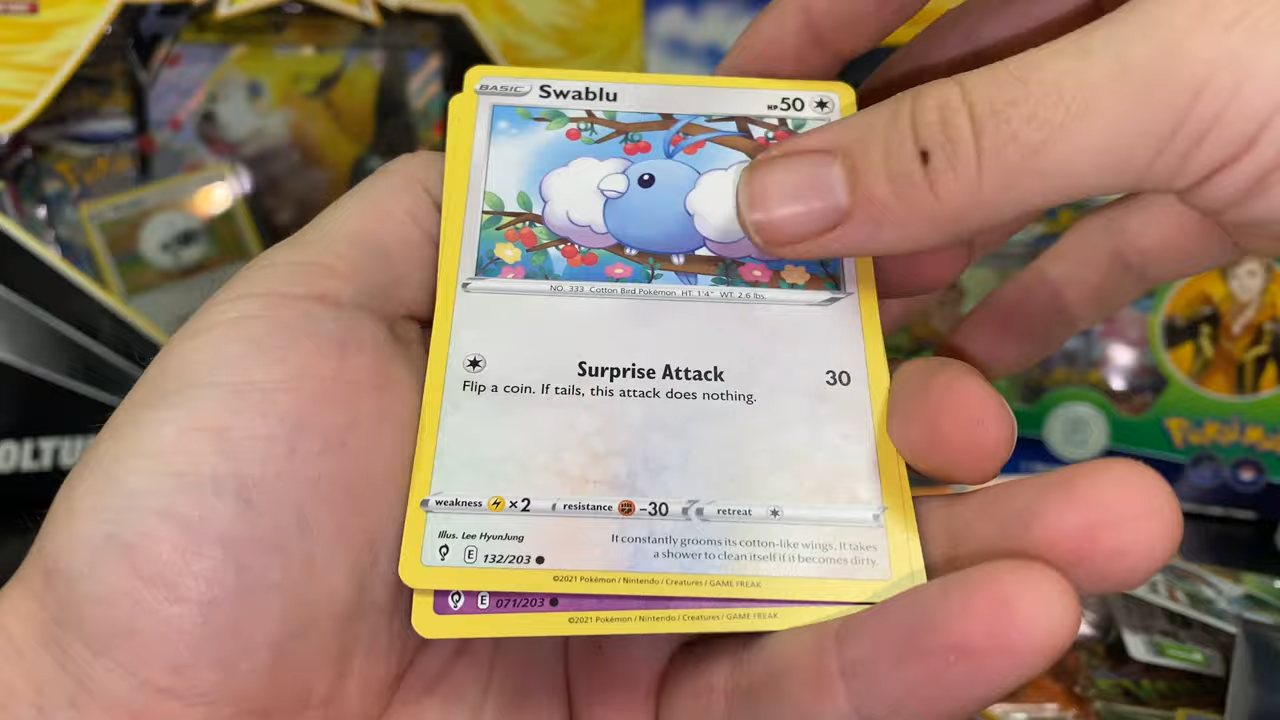 BASIC Swablu HP 50
NO. 333 Cotton Bird Pokémon HT. 1'4" WT. 2.6 lbs.
Surprise Attack 30
Flip a coin. If tails, this attack does nothing.
weakness ×2 resistance -30 retreat
Illus. Lee HyunJung
It constantly grooms its cotton-like wings. It takes
a shower to clean itself if it becomes dirty.
E 132/203
©2021 Pokémon / Nintendo / Creatures / GAME FREAK
E 071/203
©2021 Pokémon / Nintendo / Creatures / GAME FREAK
OLTU
Pokémon